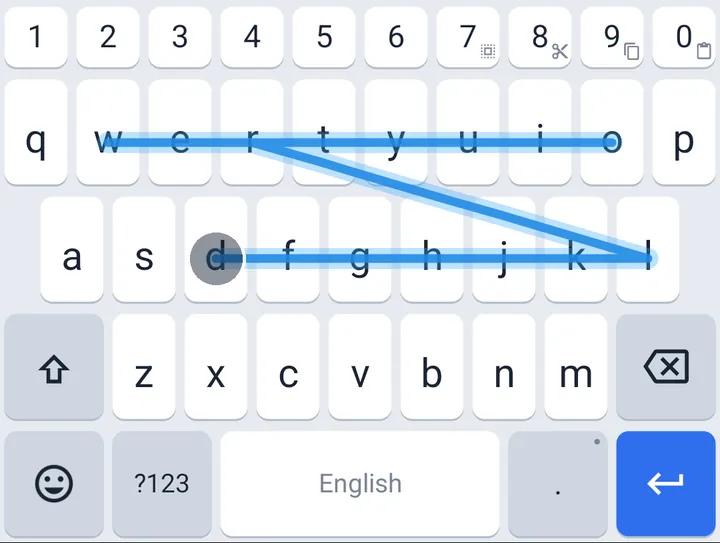 1 2 3 4 5 6 7 8 9 0
q w e r t y u i o p
a s d f g h j k l
z x c v b n m
?123 English .